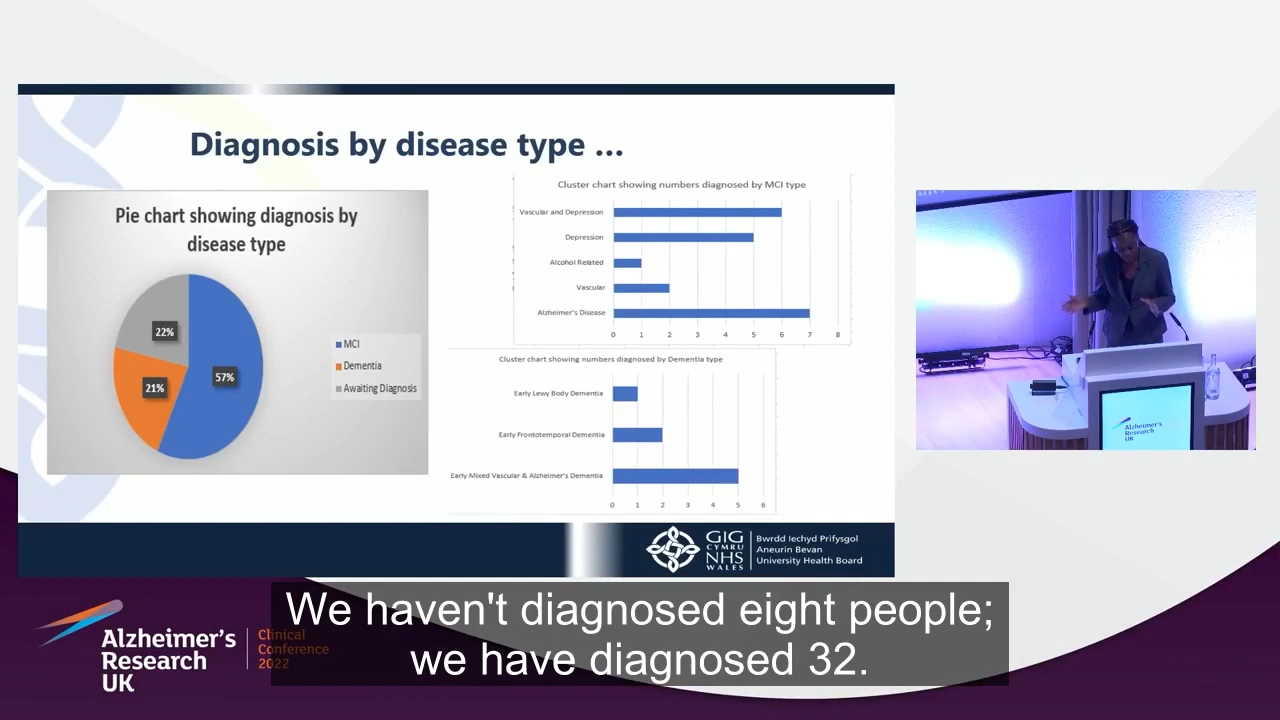 Diagnosis by disease type ...
Pie chart showing diagnosis by
disease type
22%
57%
21%
MCI
Dementia
Awaiting Diagnosis
Cluster chart showing numbers diagnosed by MCI type
Vascular and Depression
Depression
Alcohol Related
Vascular
Alzheimer's Disease
0 1 2 3 4 5 6 7 8
Cluster chart showing numbers diagnosed by Dementia type
Early Lewy Body Dementia
Early Frontotemporal Dementia
Early Mixed Vascular & Alzheimer's Dementia
0 1 2 3 4 5 6
GIG
CYMRU
NHS
WALES
Bwrdd Iechyd Prifysgol
Aneurin Bevan
University Health Board
Alzheimer's
Research
UK
Alzheimer's
Research
UK
Clinical
Conference
2022
We haven't diagnosed eight people;
we have diagnosed 32.